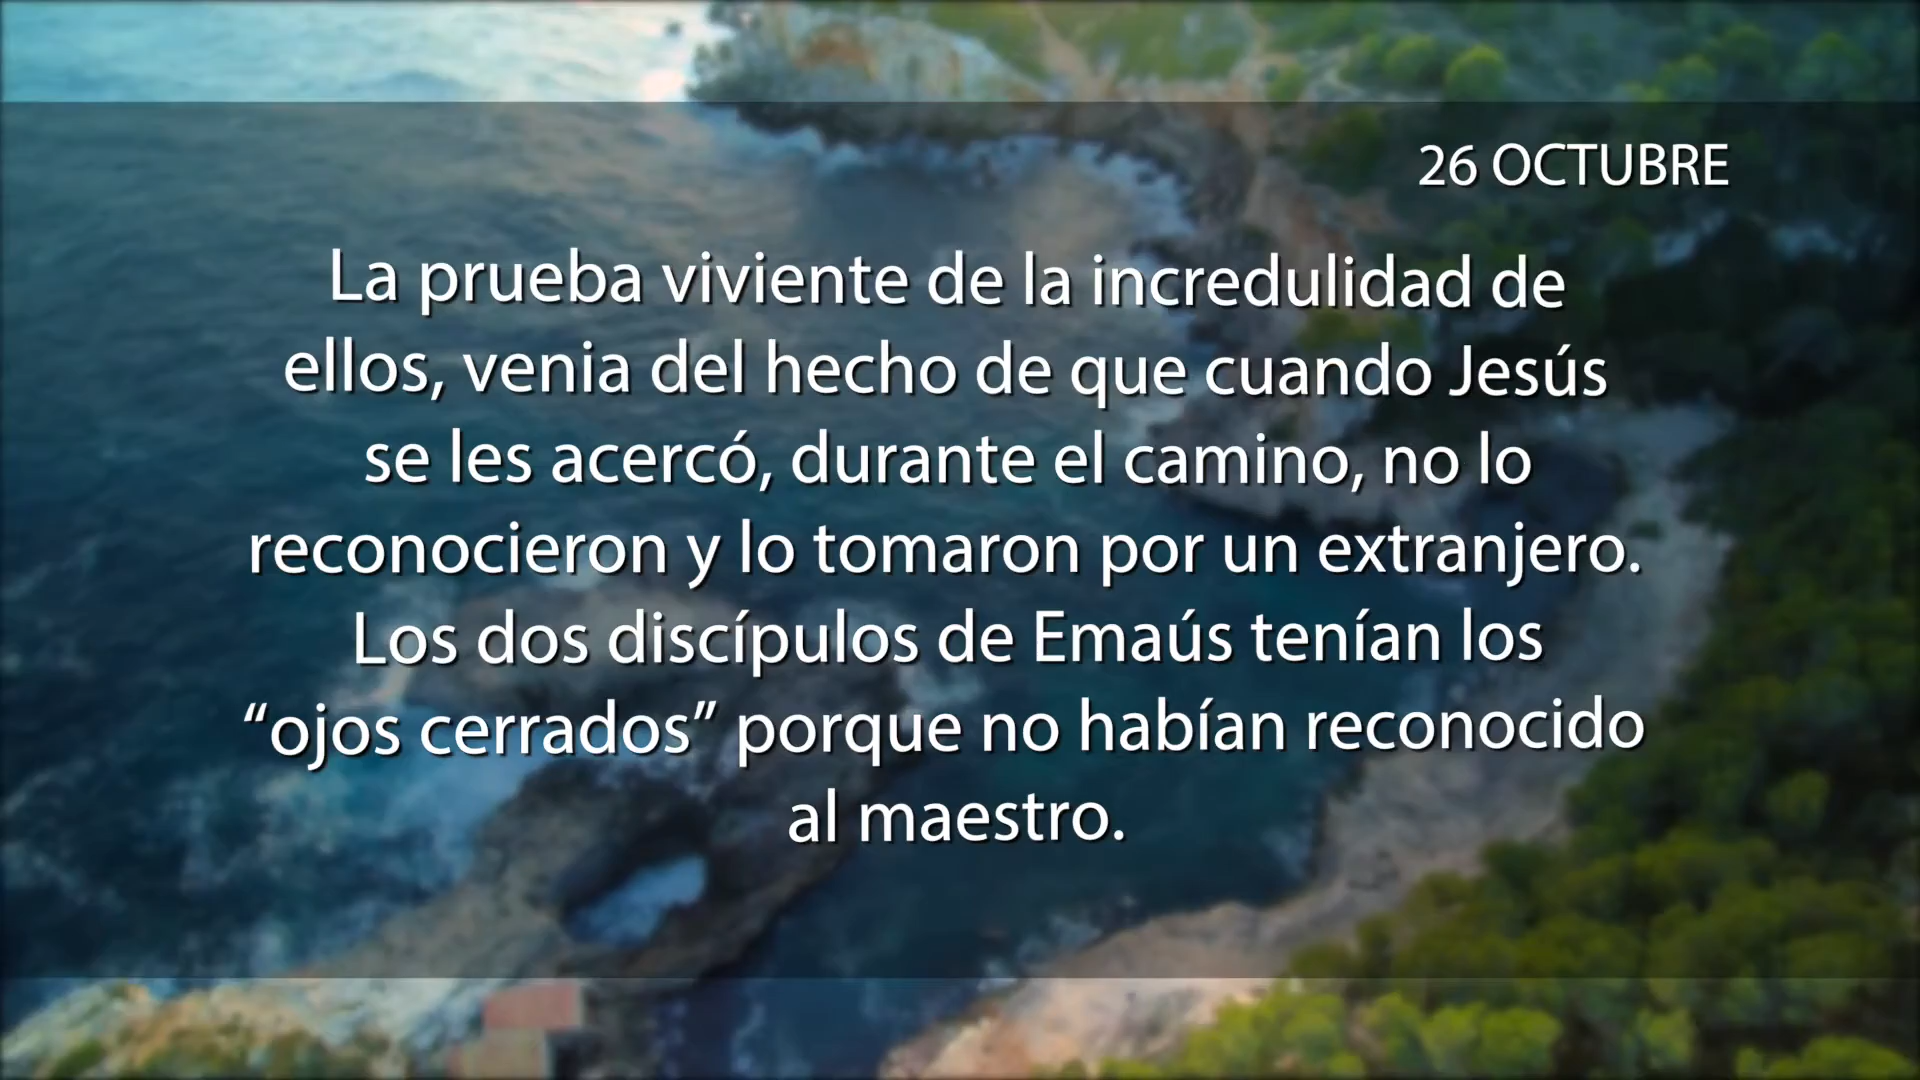 26 OCTUBRE
La prueba viviente de la incredulidad de
ellos, venia del hecho de que cuando Jesús
se les acercó, durante el camino, no lo
reconocieron y lo tomaron por un extranjero.
Los dos discípulos de Emaús tenían los
“ojos cerrados” porque no habían reconocido
al maestro.